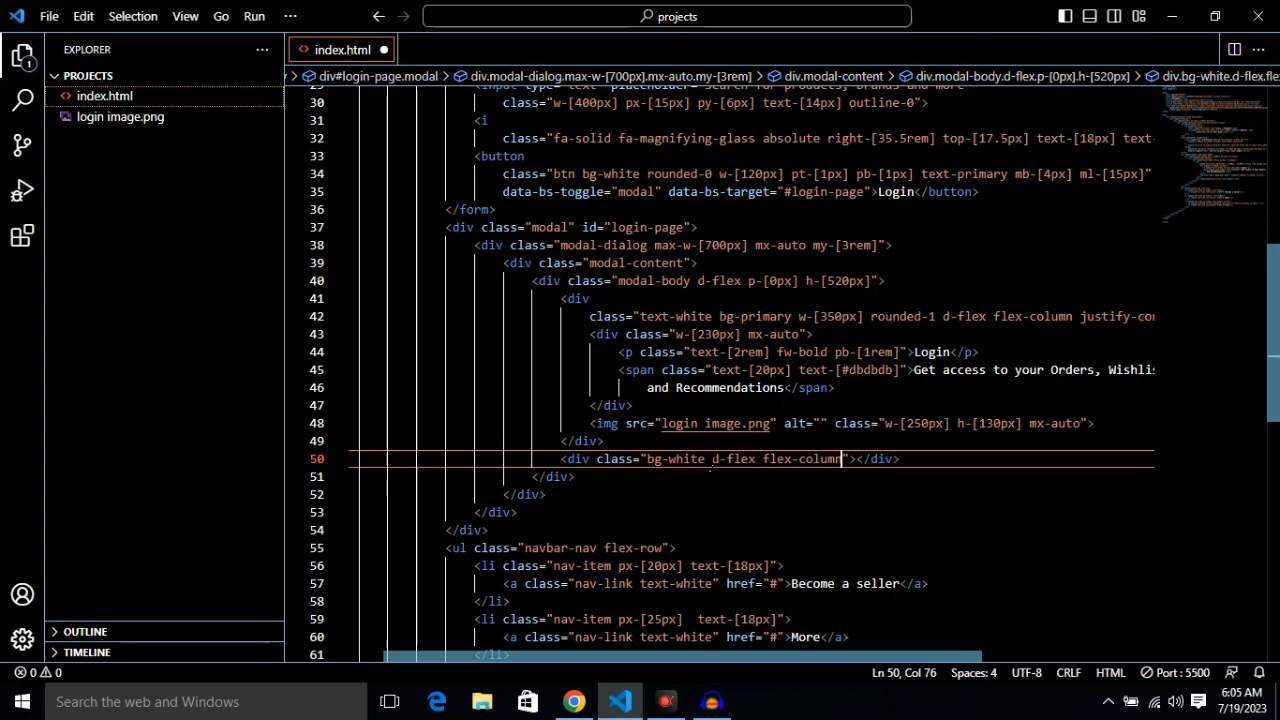 File Edit Selection View Go Run ··· projects
EXPLORER ···
index.html
div#login-page.modal > div.modal-dialog.max-w-[700px].mx-auto.my-[3rem] > div.modal-content > div.modal-body.d-flex.p-[0px].h-[520px] > div.bg-white.d-flex.fle
PROJECTS
index.html
login image.png
OUTLINE
TIMELINE
<input type="text" placeholder="Search for products, brands and more"
30 class="w-[400px] px-[15px] py-[6px] text-[14px] outline-0">
31 <i
32 class="fa-solid fa-magnifying-glass absolute right-[35.5rem] top-[17.5px] text-[18px] text-
33 <button
34 class="btn bg-white rounded-0 w-[120px] pt-[1px] pb-[1px] text-primary mb-[4px] ml-[15px]"
35 data-bs-toggle="modal" data-bs-target="#login-page">Login</button>
36 </form>
37 <div class="modal" id="login-page">
38 <div class="modal-dialog max-w-[700px] mx-auto my-[3rem]">
39 <div class="modal-content">
40 <div class="modal-body d-flex p-[0px] h-[520px]">
41 <div
42 class="text-white bg-primary w-[350px] rounded-1 d-flex flex-column justify-con
43 <div class="w-[230px] mx-auto">
44 <p class="text-[2rem] fw-bold pb-[1rem]">Login</p>
45 <span class="text-[20px] text-[#dbdbdb]">Get access to your Orders, Wishlis
46 and Recommendations</span>
47 </div>
48 <img src="login image.png" alt="" class="w-[250px] h-[130px] mx-auto">
49 </div>
50 <div class="bg-white d-flex flex-column"></div>
51 </div>
52 </div>
53 </div>
54 </div>
55 <ul class="navbar-nav flex-row">
56 <li class="nav-item px-[20px] text-[18px]">
57 <a class="nav-link text-white" href="#">Become a seller</a>
58 </li>
59 <li class="nav-item px-[25px]  text-[18px]">
60 <a class="nav-link text-white" href="#">More</a>
61 </li>
0 0 Ln 50, Col 76 Spaces: 4 UTF-8 CRLF HTML Port : 5500
Search the web and Windows
6:05 AM
7/19/2023